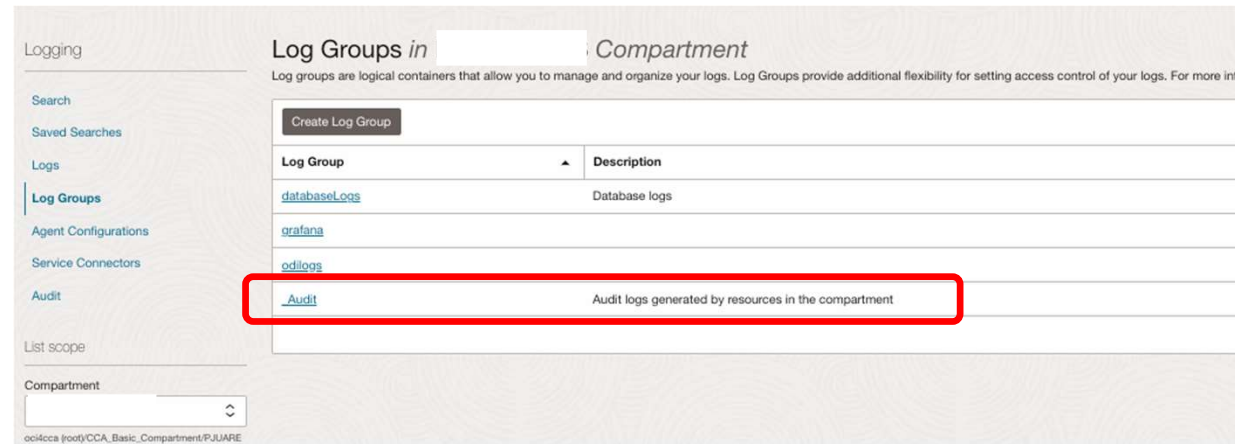 Logging
Search
Saved Searches
Logs
Log Groups
Agent Configurations
Service Connectors
Audit
List scope
Compartment
oci4cca (root)/CCA_Basic_Compartment/PJUARE
Log Groups in Compartment
Log groups are logical containers that allow you to manage and organize your logs. Log Groups provide additional flexibility for setting access control of your logs. For more in
Create Log Group
Log Group Description
databaseLogs Database logs
grafana
odilogs
_Audit Audit logs generated by resources in the compartment